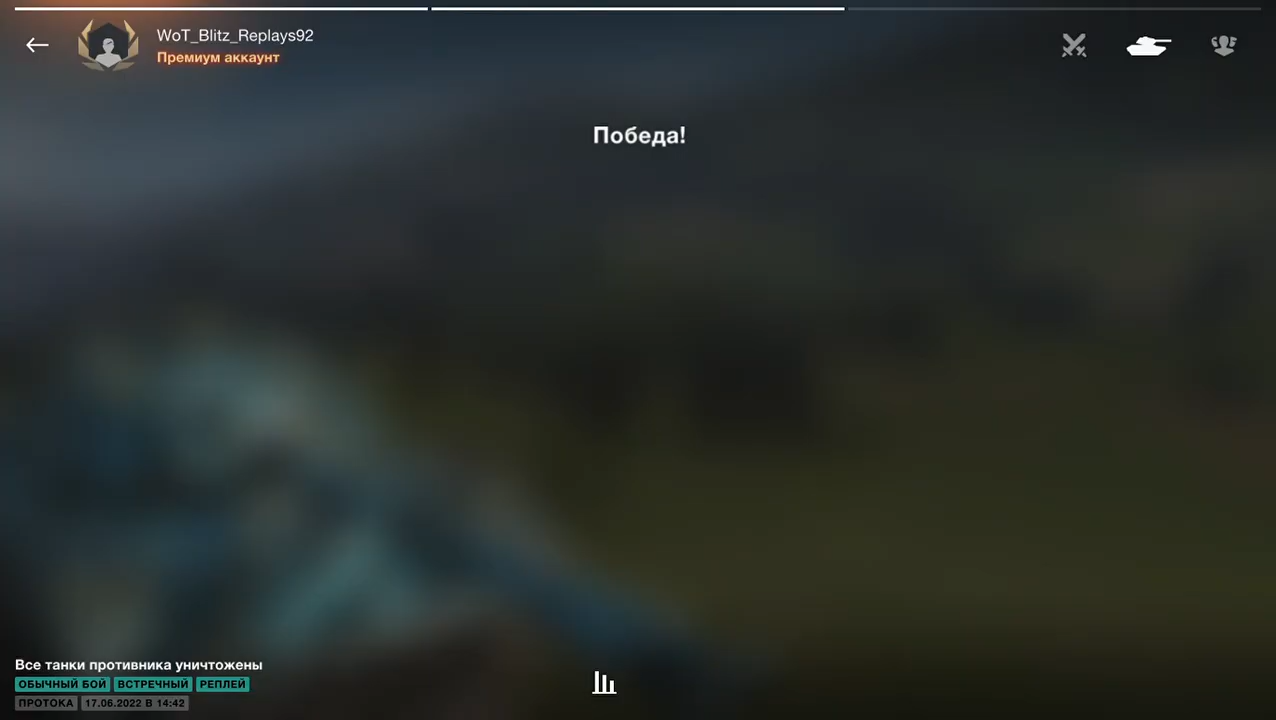 WoT_Blitz_Replays92
Премиум аккаунт
Победа!
Все танки противника уничтожены
ОБЫЧНЫЙ БОЙ ВСТРЕЧНЫЙ РЕПЛЕЙ
ПРОТОКА 17.06.2022 В 14:42